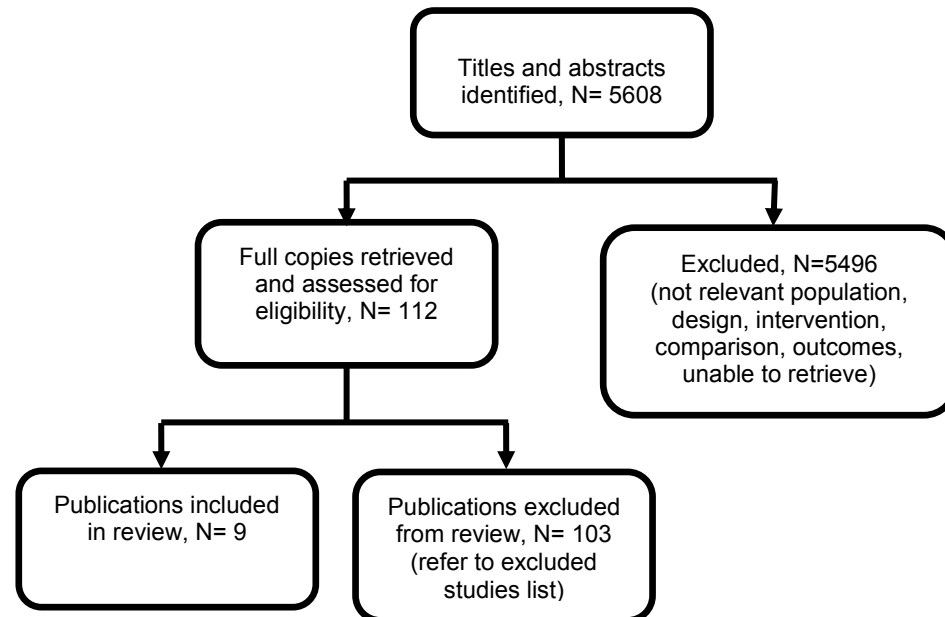 Titles and abstracts
identified, N= 5608
Full copies retrieved
and assessed for
eligibility, N= 112
Excluded, N=5496
(not relevant population,
design, intervention,
comparison, outcomes,
unable to retrieve)
Publications included
in review, N= 9
Publications excluded
from review, N= 103
(refer to excluded
studies list)